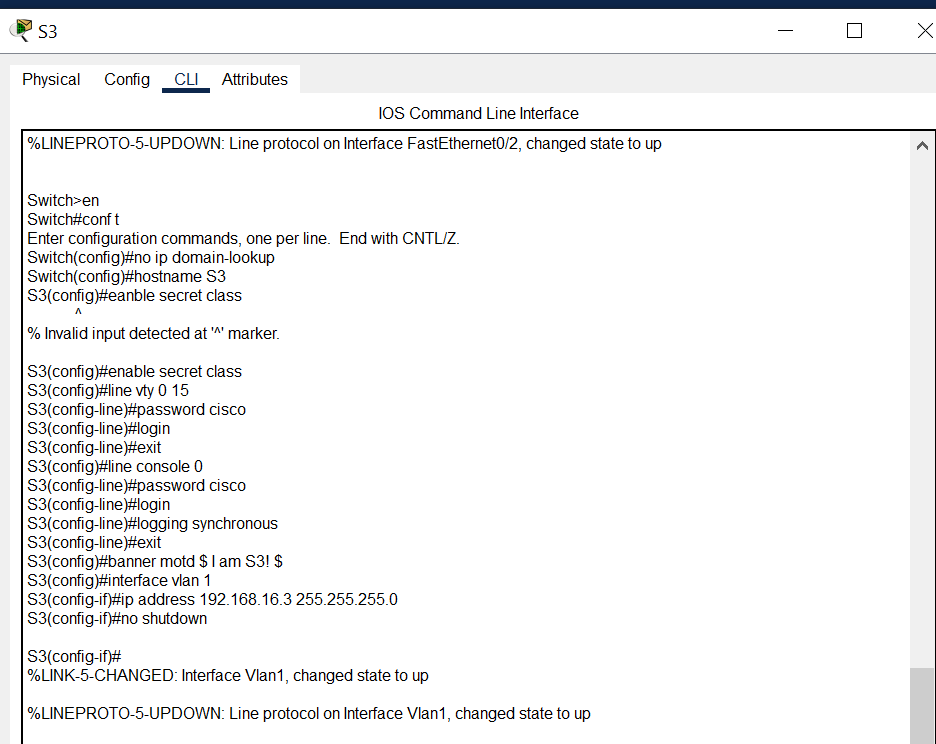 S3
Physical Config CLI Attributes
IOS Command Line Interface
%LINEPROTO-5-UPDOWN: Line protocol on Interface FastEthernet0/2, changed state to up
Switch>en
Switch#conf t
Enter configuration commands, one per line.  End with CNTL/Z.
Switch(config)#no ip domain-lookup
Switch(config)#hostname S3
S3(config)#eanble secret class
^
% Invalid input detected at '^' marker.
S3(config)#enable secret class
S3(config)#line vty 0 15
S3(config-line)#password cisco
S3(config-line)#login
S3(config-line)#exit
S3(config)#line console 0
S3(config-line)#password cisco
S3(config-line)#login
S3(config-line)#logging synchronous
S3(config-line)#exit
S3(config)#banner motd $ I am S3! $
S3(config)#interface vlan 1
S3(config-if)#ip address 192.168.16.3 255.255.255.0
S3(config-if)#no shutdown
S3(config-if)#
%LINK-5-CHANGED: Interface Vlan1, changed state to up
%LINEPROTO-5-UPDOWN: Line protocol on Interface Vlan1, changed state to up